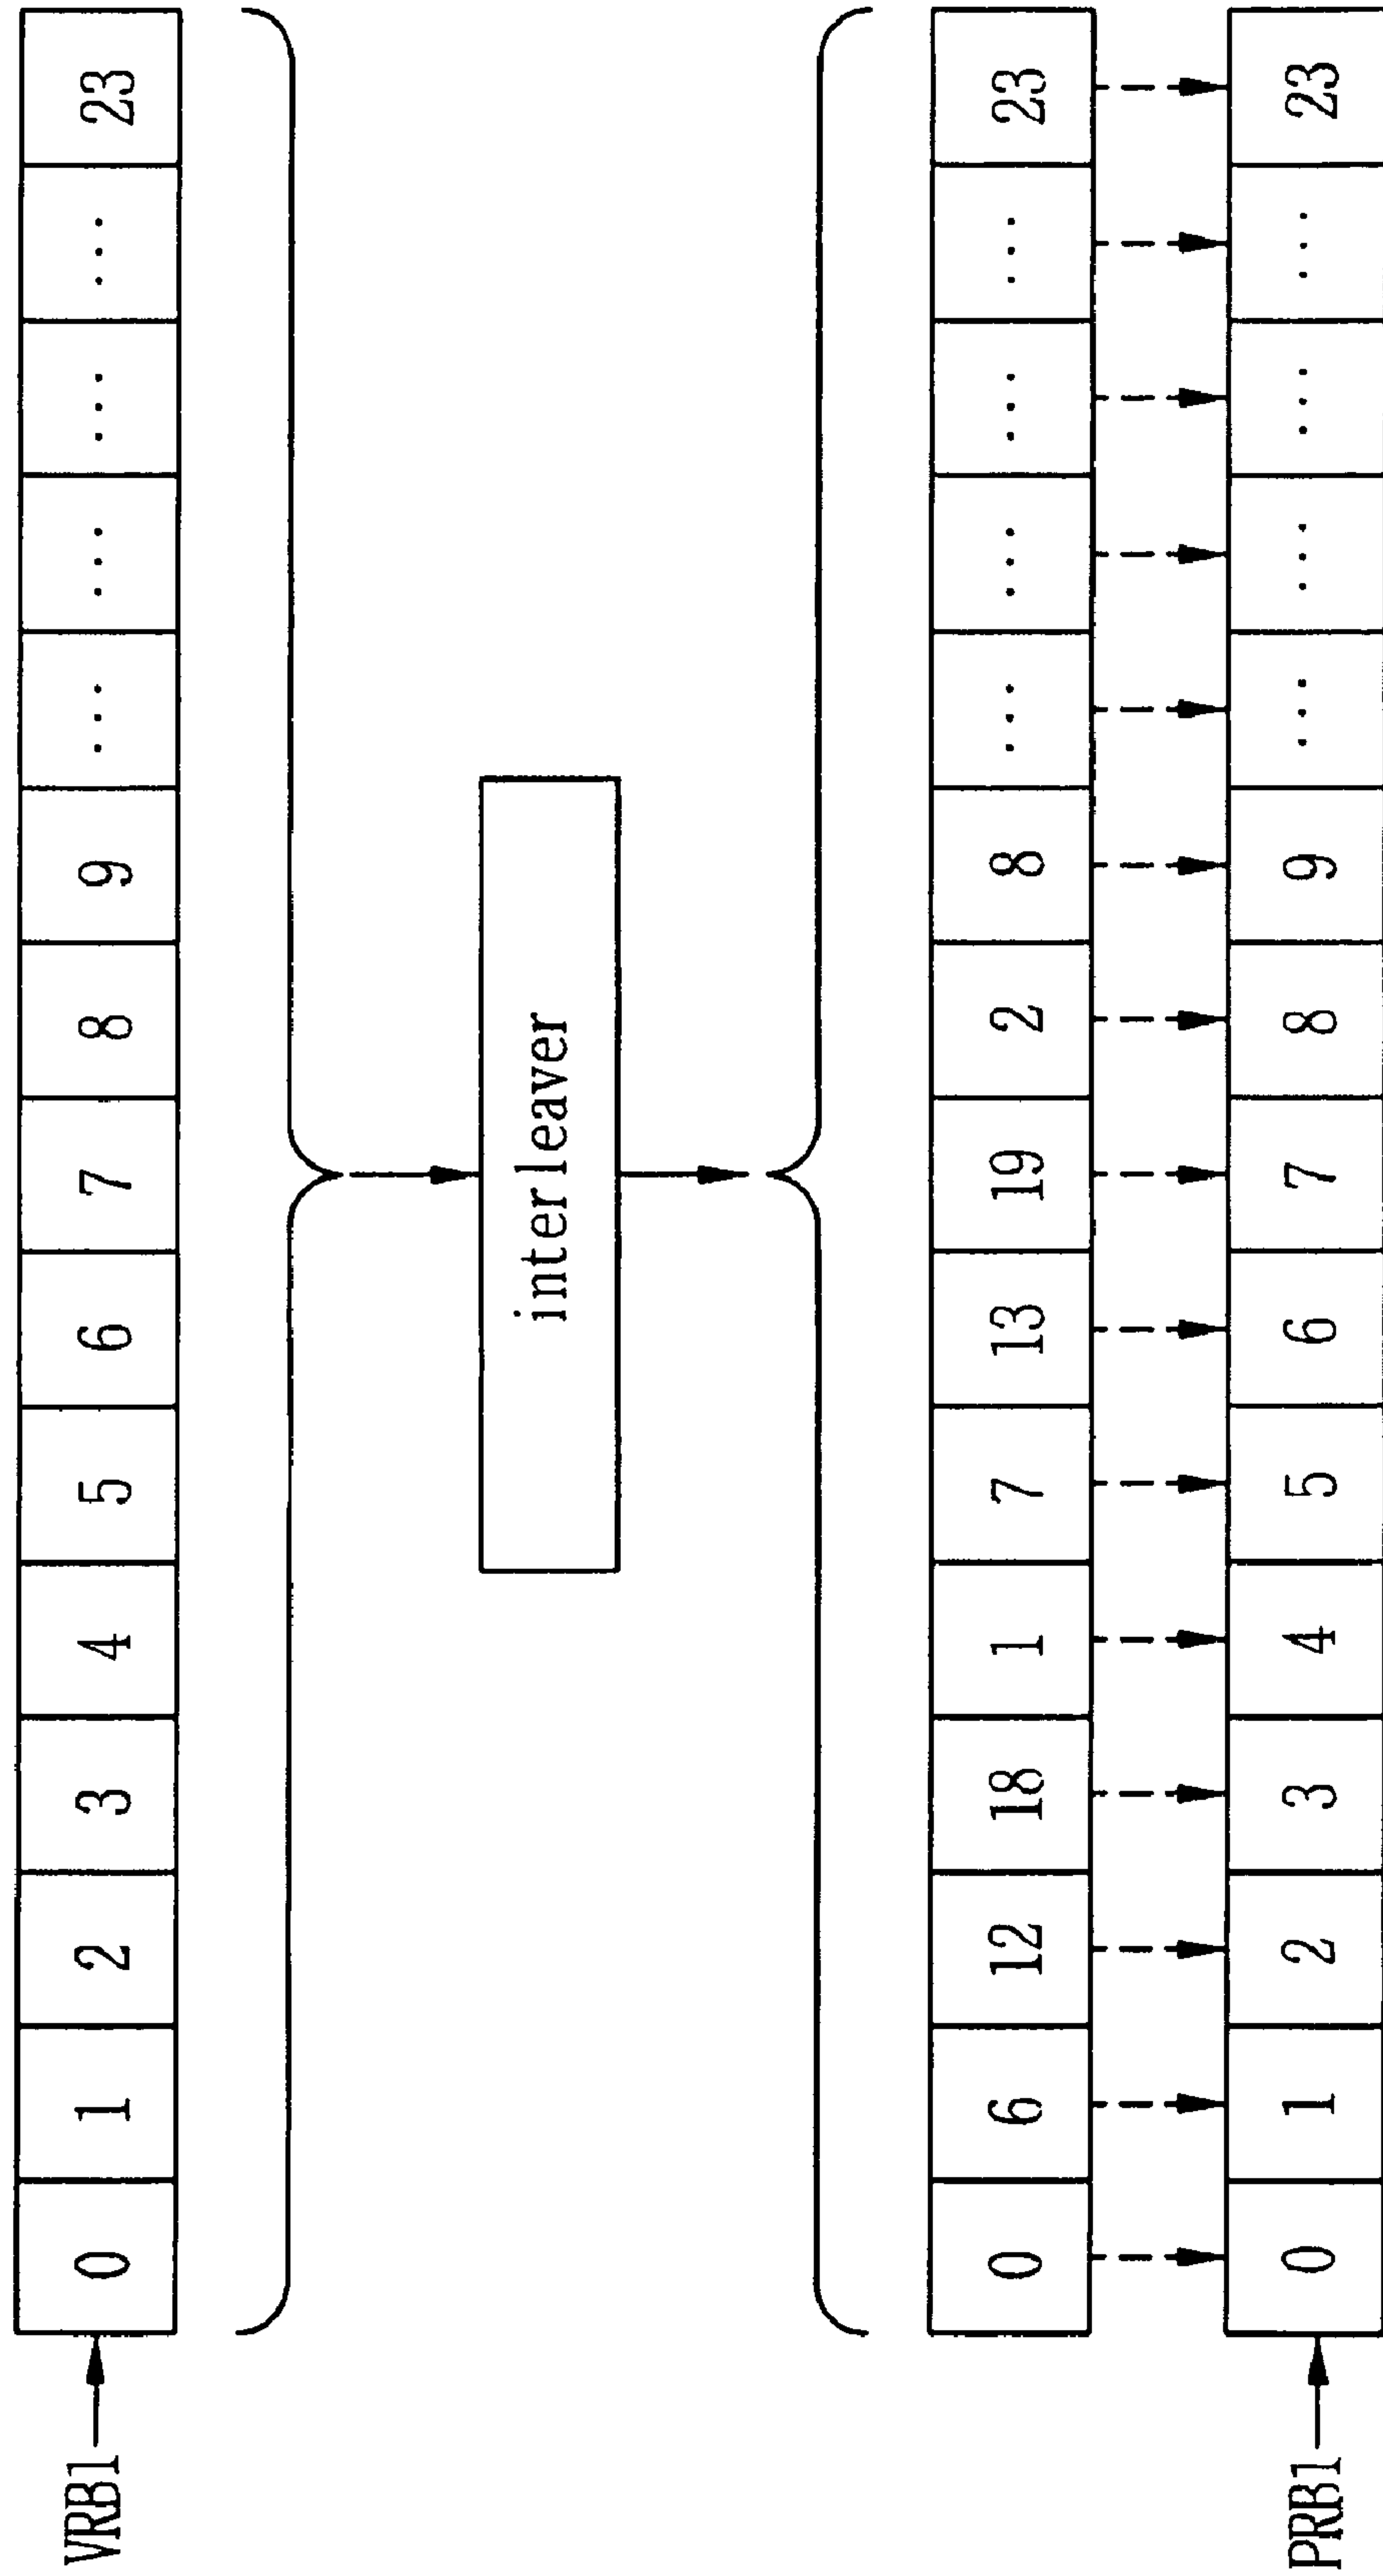 VRB1 0 1 2 3 4 5 6 7 8 9 ... ... ... ... 23
interleaver
0 6 12 18 1 7 13 19 2 8 ... ... ... ... 23
PRB1 0 1 2 3 4 5 6 7 8 9 ... ... ... ... 23